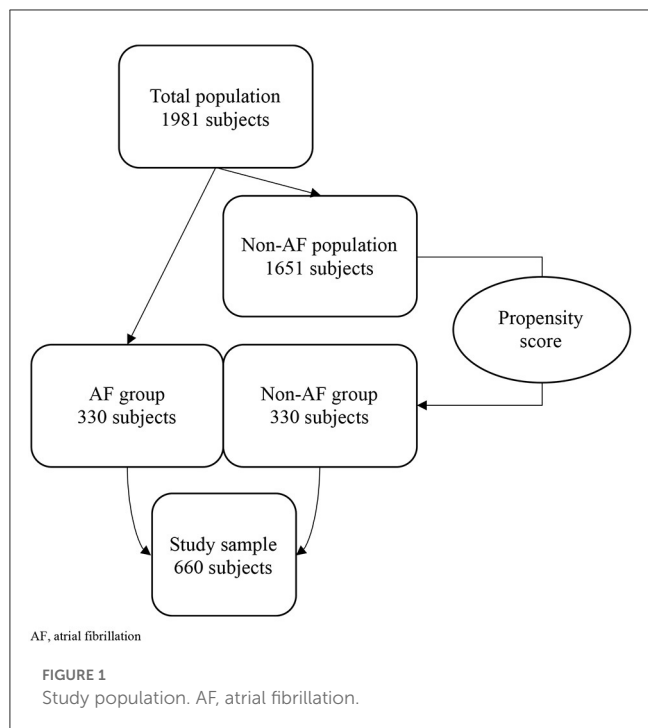 Total population
1981 subjects
Non-AF population
1651 subjects
Propensity
score
AF group
330 subjects
Non-AF group
330 subjects
Study sample
660 subjects
AF, atrial fibrillation
FIGURE 1
Study population. AF, atrial fibrillation.